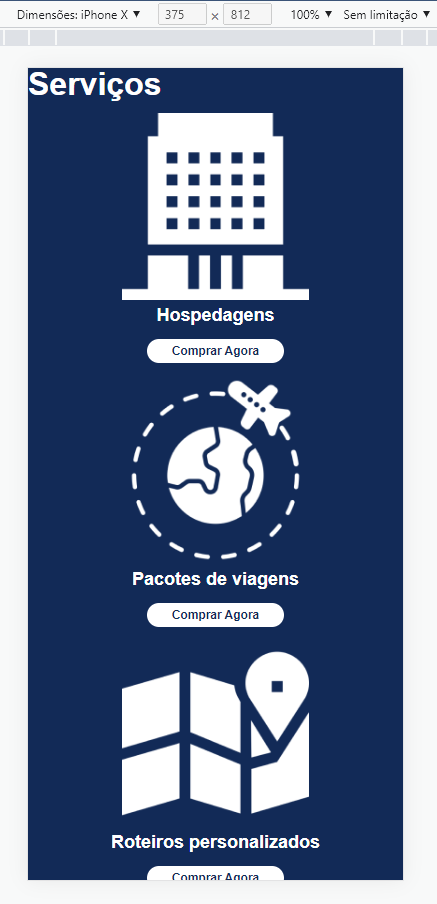 Dimensões: iPhone X ▼ 375 × 812 100% ▼ Sem limitação ▼
Serviços
Hospedagens
Comprar Agora
Pacotes de viagens
Comprar Agora
Roteiros personalizados
Comprar Agora